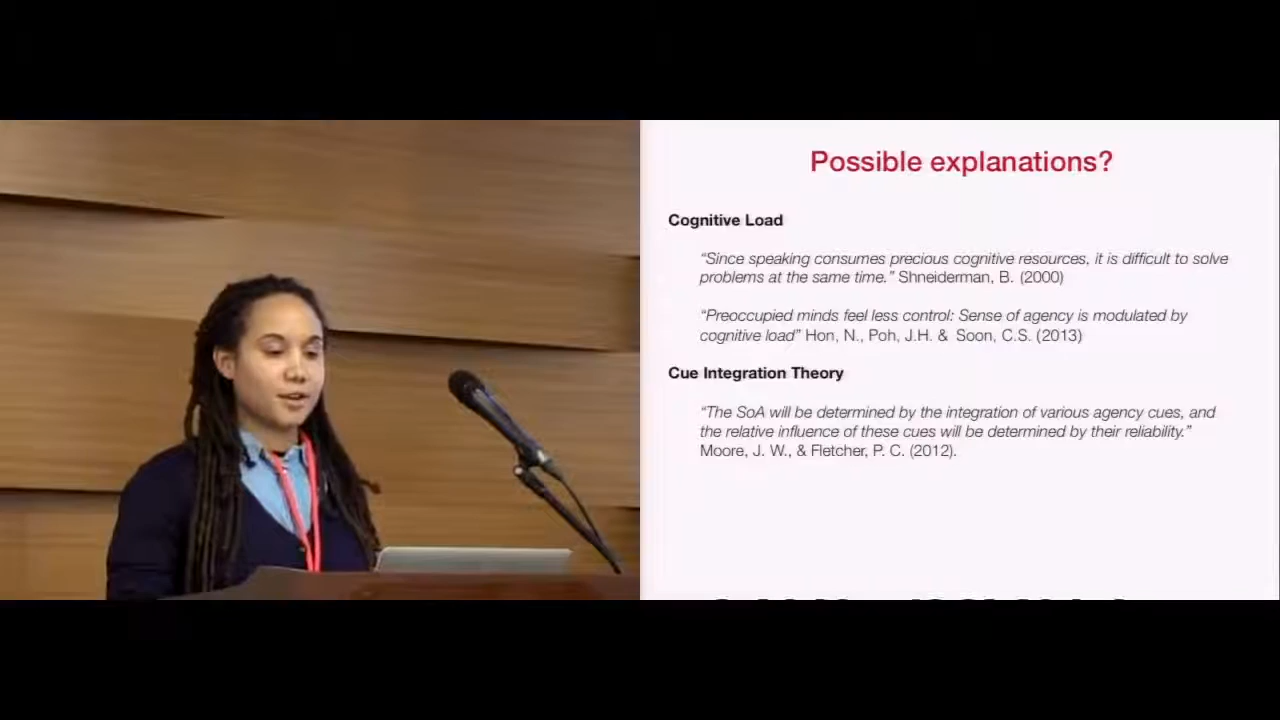 Possible explanations?
Cognitive Load
“Since speaking consumes precious cognitive resources, it is difficult to solve
problems at the same time.” Shneiderman, B. (2000)
“Preoccupied minds feel less control: Sense of agency is modulated by
cognitive load” Hon, N., Poh, J.H. & Soon, C.S. (2013)
Cue Integration Theory
“The SoA will be determined by the integration of various agency cues, and
the relative influence of these cues will be determined by their reliability.”
Moore, J. W., & Fletcher, P. C. (2012).